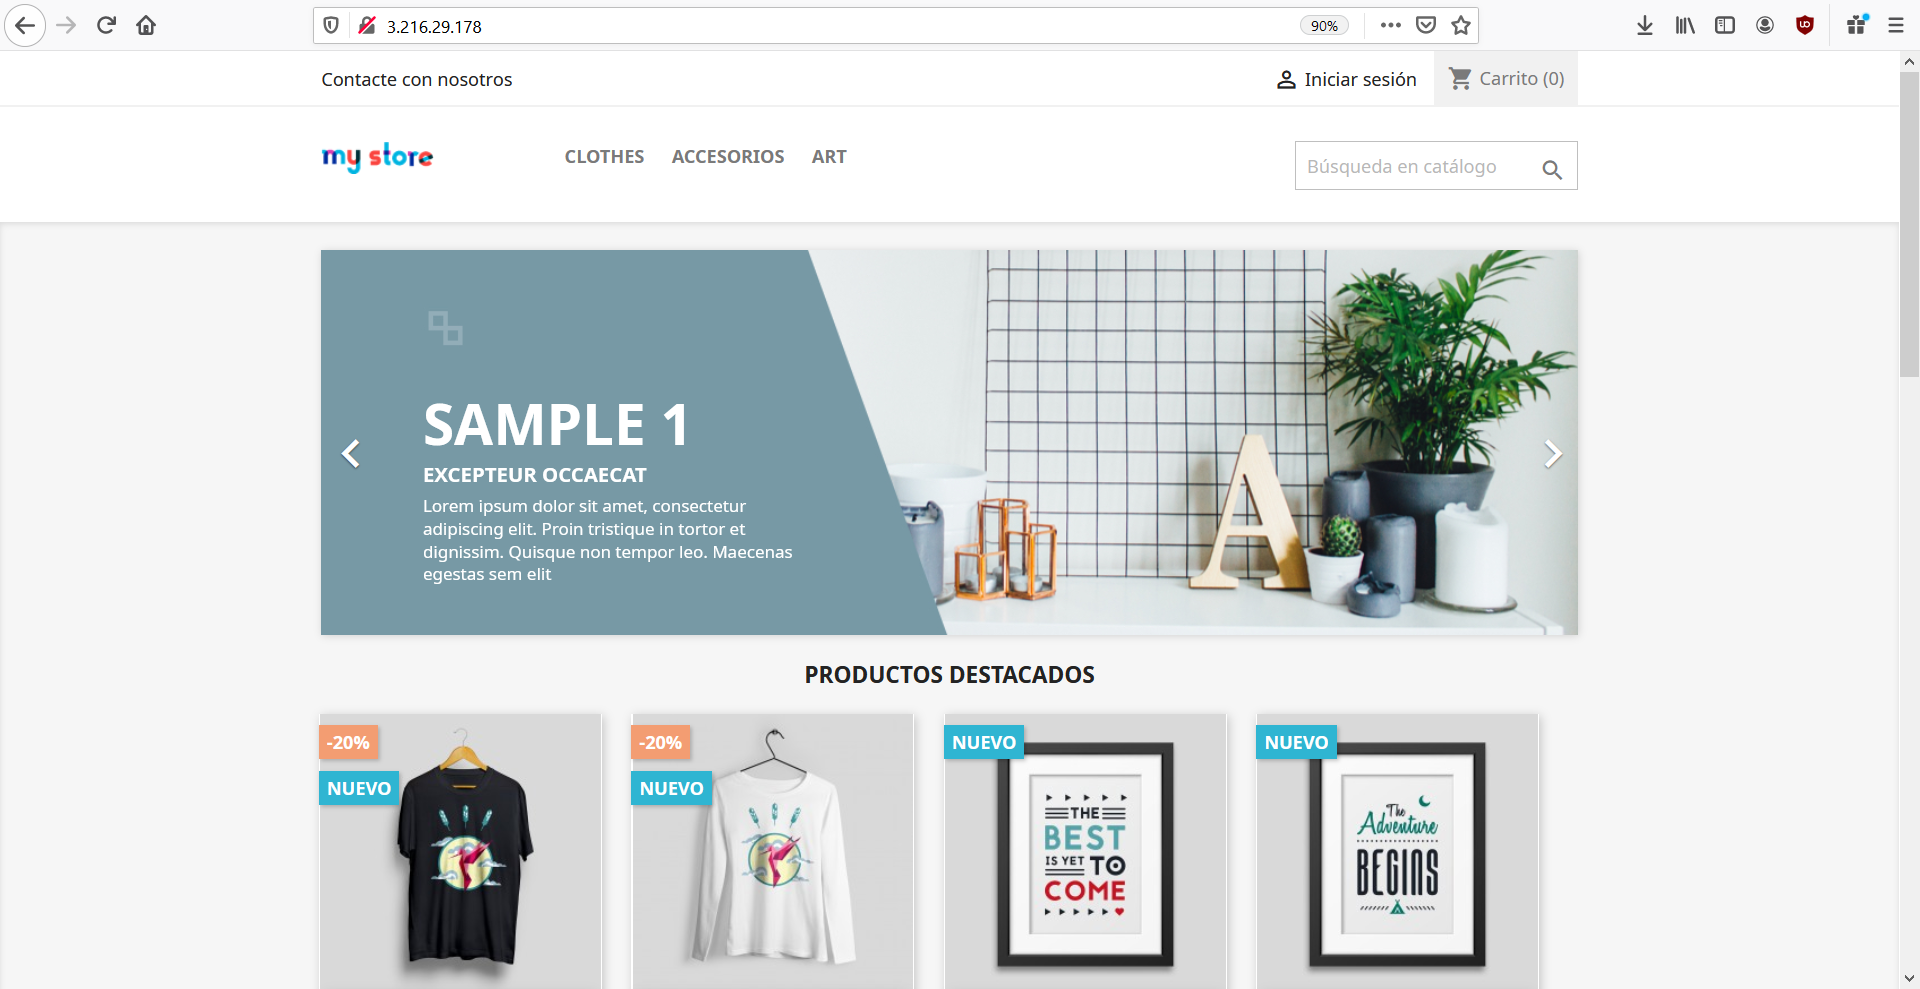 3.216.29.178
90%
Contacte con nosotros
Iniciar sesión
Carrito (0)
my store
CLOTHES
ACCESORIOS
ART
Búsqueda en catálogo
SAMPLE 1
EXCEPTEUR OCCAECAT
Lorem ipsum dolor sit amet, consectetur
adipiscing elit. Proin tristique in tortor et
dignissim. Quisque non tempor leo. Maecenas
egestas sem elit
A
PRODUCTOS DESTACADOS
-20%
NUEVO
-20%
NUEVO
NUEVO
THE
BEST
IS YET TO
COME
NUEVO
The
Adventure
BEGINS